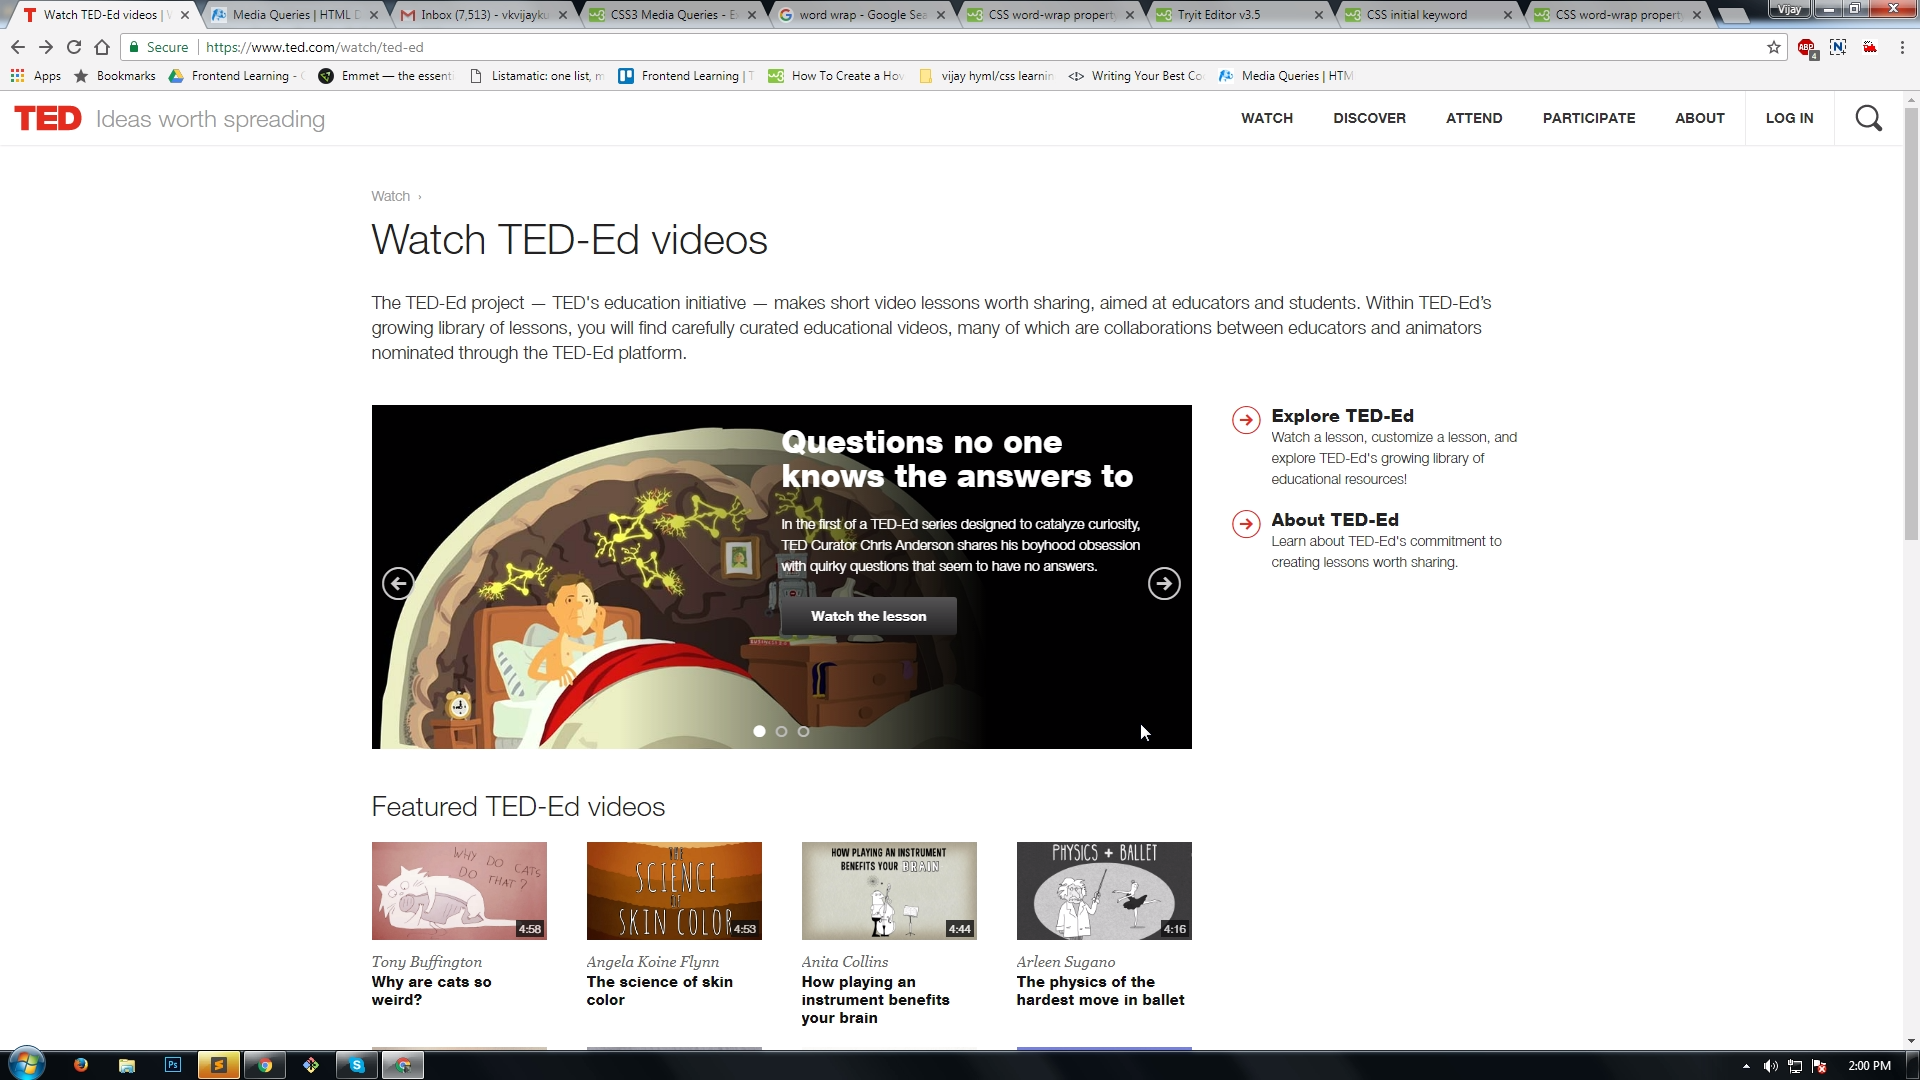 Watch TED-Ed videos | W
Media Queries | HTML D
Inbox (7,513) - vkvijayku
CSS3 Media Queries - E
word wrap - Google Sea
CSS word-wrap property
Tryit Editor v3.5
CSS initial keyword
CSS word-wrap property
Vijay
Secure
https://www.ted.com/watch/ted-ed
ABP
4
N
Apps
Bookmarks
Frontend Learning -
Emmet — the essenti
Listamatic: one list, m
Frontend Learning | T
How To Create a Hov
vijay hyml/css learnin
Writing Your Best Co
Media Queries | HTM
TED Ideas worth spreading
WATCH
DISCOVER
ATTEND
PARTICIPATE
ABOUT
LOG IN
Watch ›
Watch TED-Ed videos
The TED-Ed project — TED's education initiative — makes short video lessons worth sharing, aimed at educators and students. Within TED-Ed’s
growing library of lessons, you will find carefully curated educational videos, many of which are collaborations between educators and animators
nominated through the TED-Ed platform.
Questions no one
knows the answers to
In the first of a TED-Ed series designed to catalyze curiosity,
TED Curator Chris Anderson shares his boyhood obsession
with quirky questions that seem to have no answers.
Watch the lesson
Explore TED-Ed
Watch a lesson, customize a lesson, and
explore TED-Ed's growing library of
educational resources!
About TED-Ed
Learn about TED-Ed's commitment to
creating lessons worth sharing.
Featured TED-Ed videos
WHY DO CATS
DO THAT?
4:58
Tony Buffington
Why are cats so
weird?
THE
SCIENCE
OF
SKIN COLOR
4:53
Angela Koine Flynn
The science of skin
color
HOW PLAYING AN INSTRUMENT
BENEFITS YOUR BRAIN
4:44
Anita Collins
How playing an
instrument benefits
your brain
PHYSICS + BALLET
4:16
Arleen Sugano
The physics of the
hardest move in ballet
Ps
2:00 PM